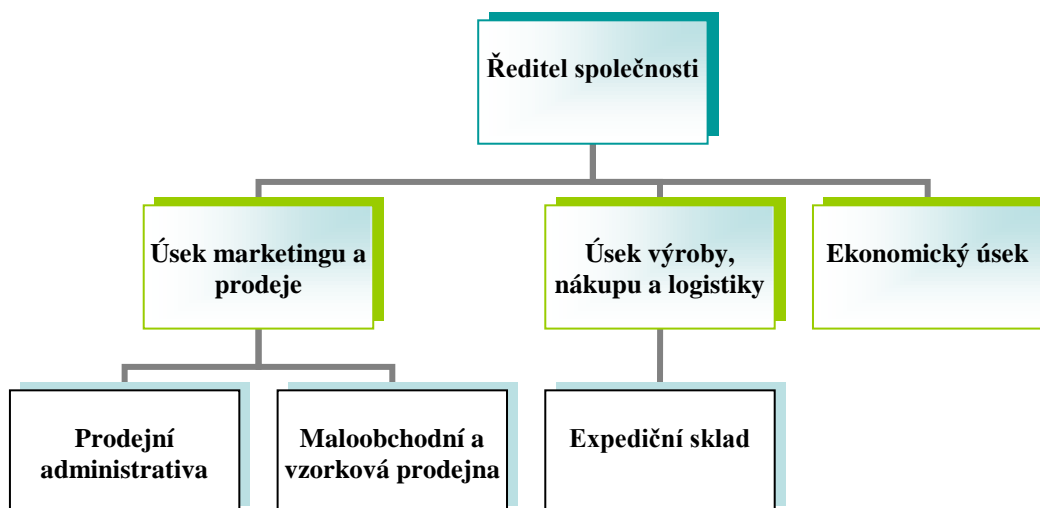 Ředitel společnosti
Úsek marketingu a
prodeje
Úsek výroby,
nákupu a logistiky
Ekonomický úsek
Prodejní
administrativa
Maloobchodní a
vzorková prodejna
Expediční sklad